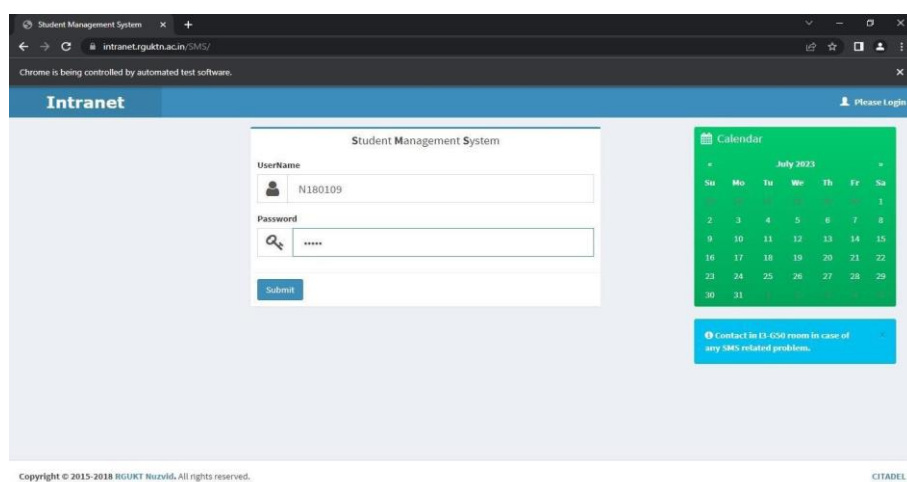 Student Management System
intranet.rguktn.ac.in/SMS/
Chrome is being controlled by automated test software.
Intranet
Please Login
Student Management System
UserName
N180109
Password
•••••
Submit
Calendar
« July 2023 »
Su Mo Tu We Th Fr Sa
1
2 3 4 5 6 7 8
9 10 11 12 13 14 15
16 17 18 19 20 21 22
23 24 25 26 27 28 29
30 31
Contact in I3-G50 room in case of
any SMS related problem.
Copyright © 2015-2018 RGUKT Nuzvid. All rights reserved.
CITADEL